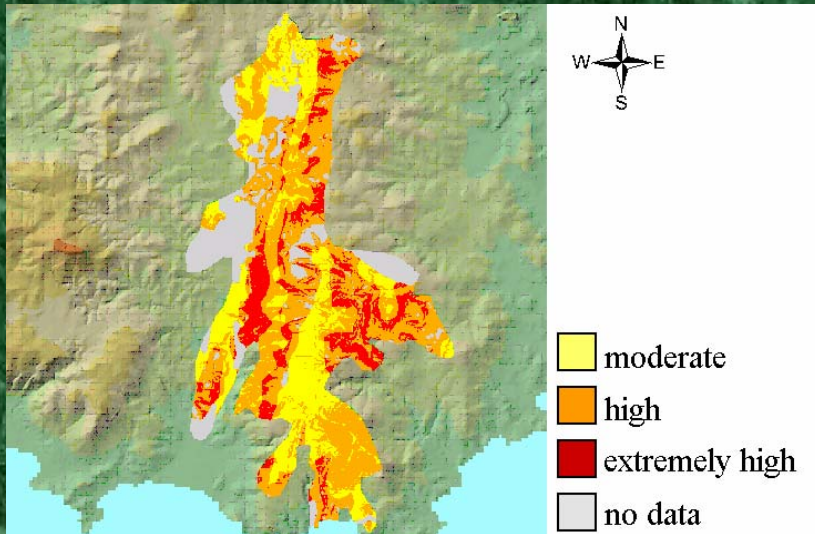 N
W E
S
moderate
high
extremely high
no data